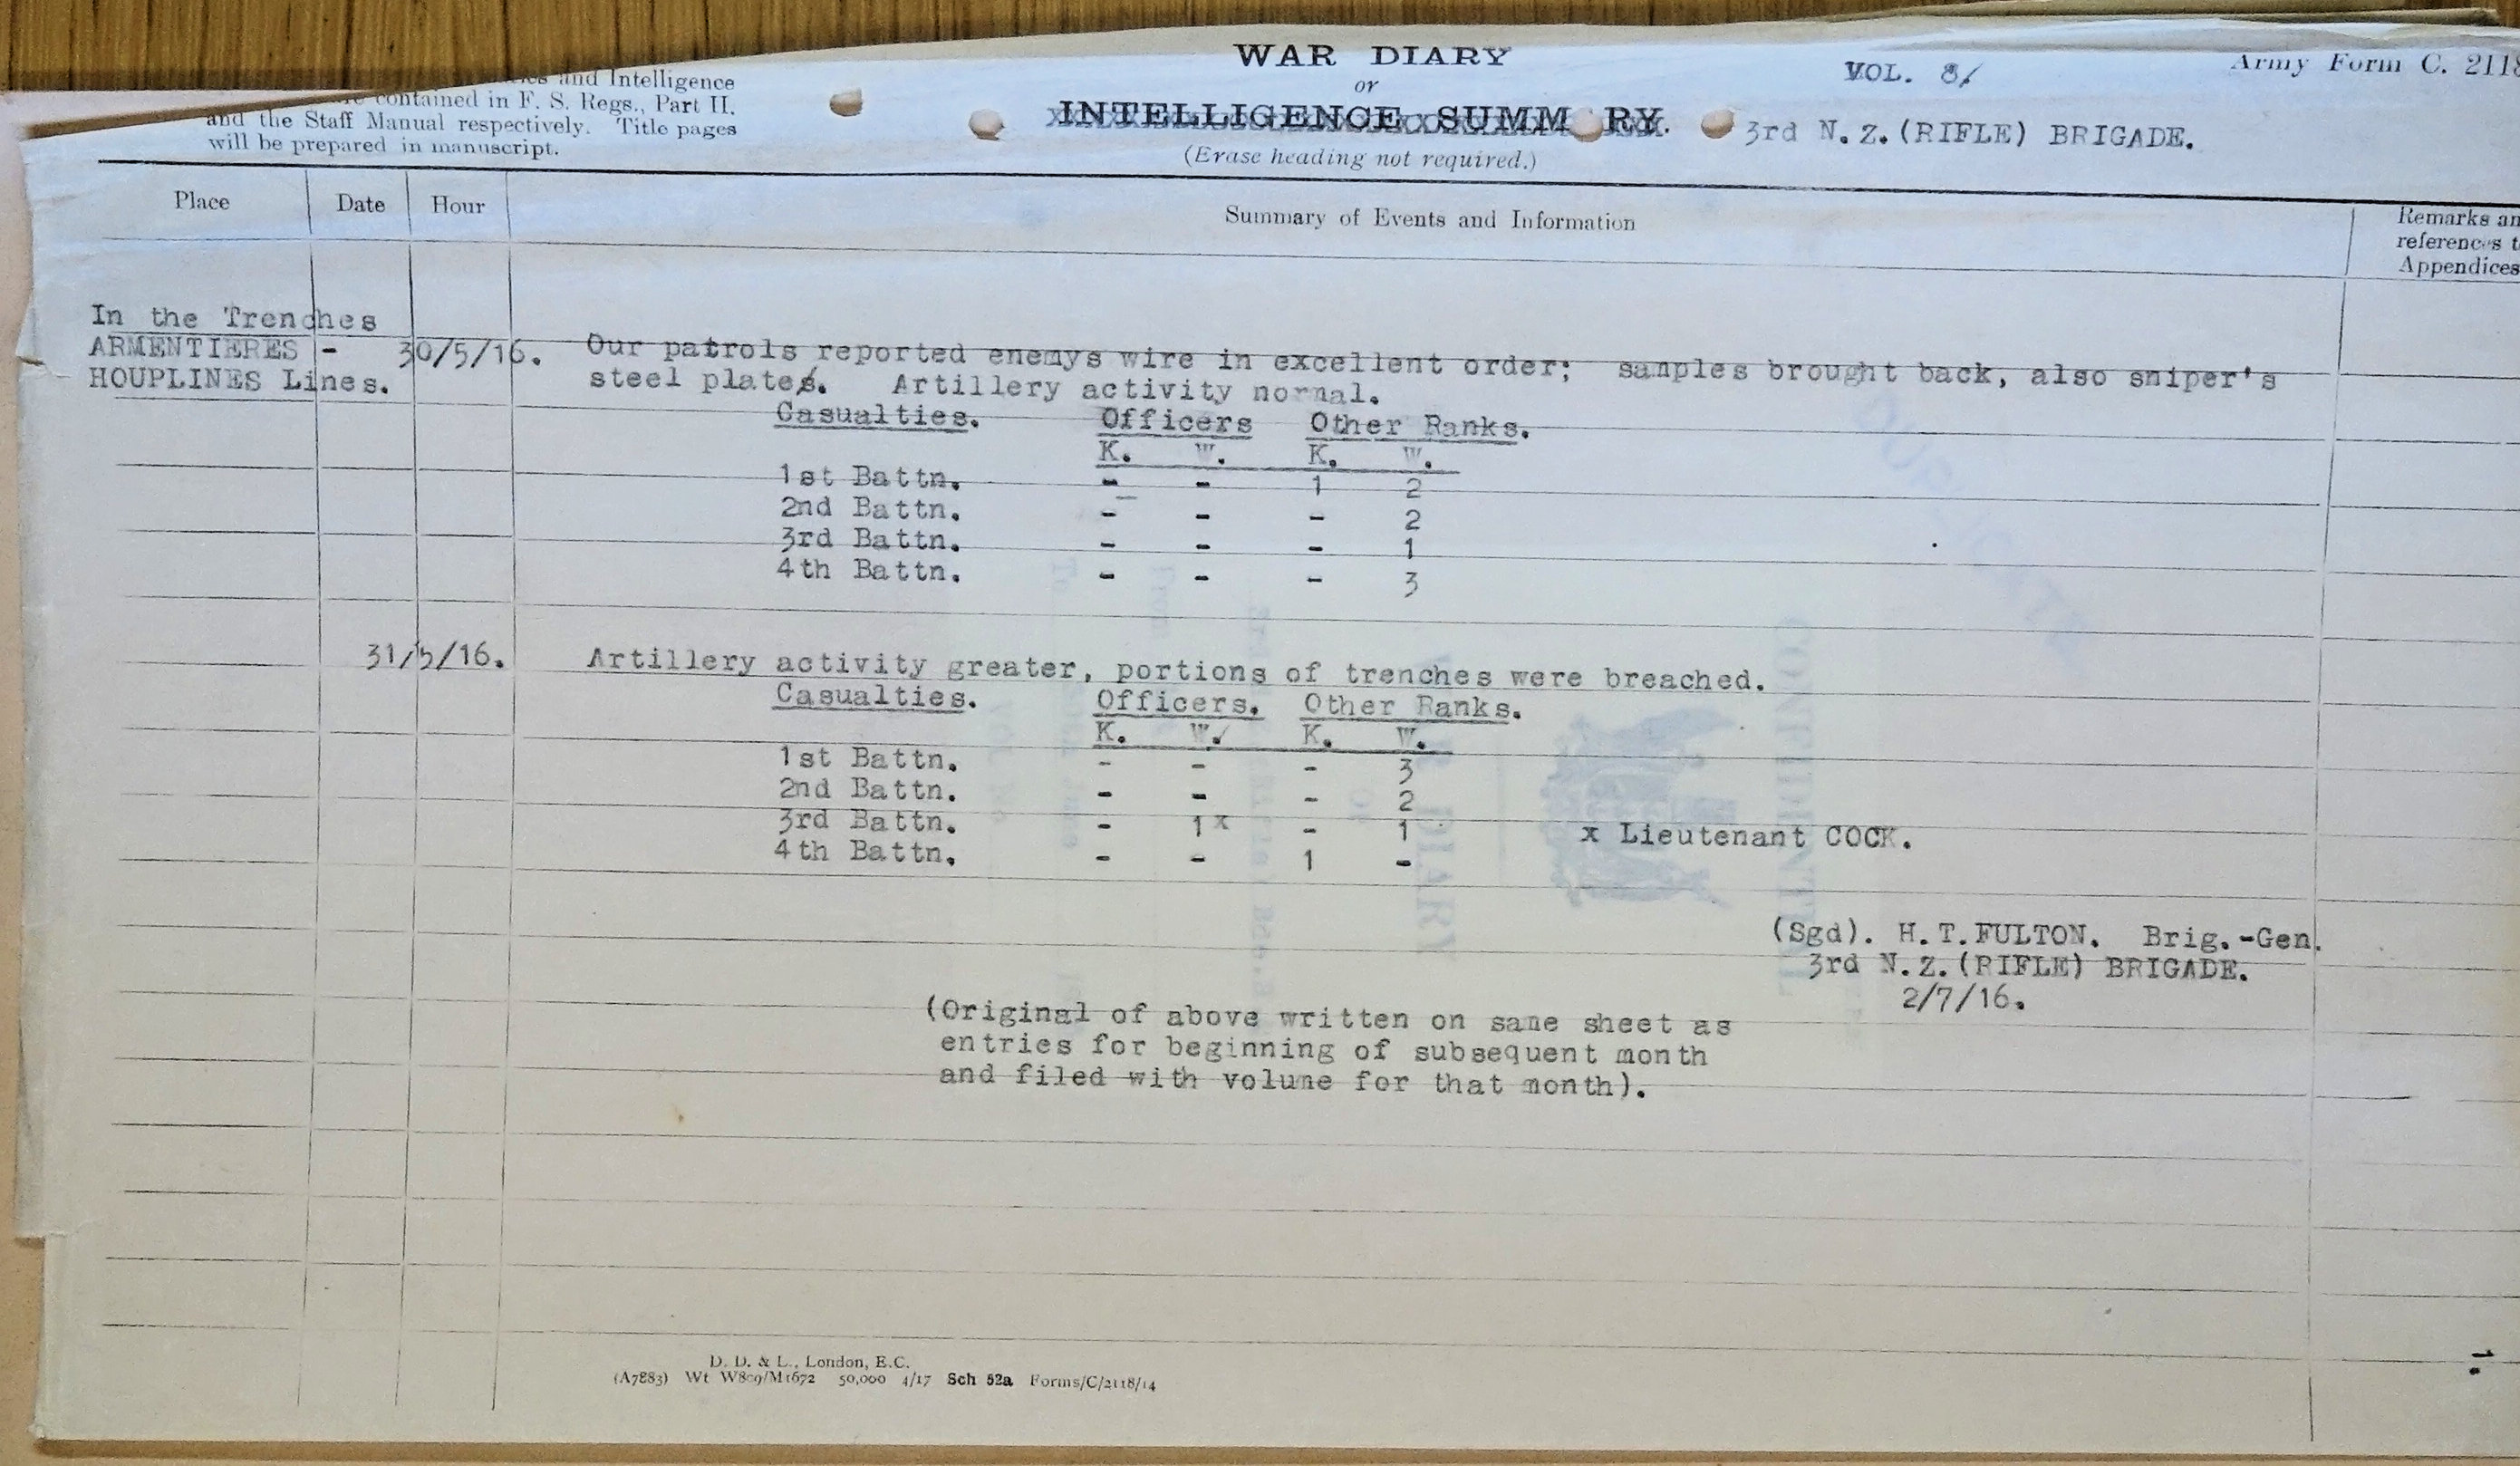 and Intelligence
contained in F. S. Regs., Part II.
and the Staff Manual respectively. Title pages
will be prepared in manuscript.
WAR DIARY
or
INTELLIGENCE SUMM RY.
(Erase heading not required.)
VOL. 8.
Army Form C. 2118
3rd N.Z.(RIFLE) BRIGADE.
Place Date Hour Summary of Events and Information
Remarks an
references t
Appendices
In the Trenches
ARMENTIERES - 30/5/16. Our patrols reported enemys wire in excellent order; samples brought back, also sniper's
HOUPLINES Lines. steel plate. Artillery activity normal.
Casualties. Officers Other Ranks.
K. W. K. W.
1st Battn. - - 1 2
2nd Battn. - - - 2
3rd Battn. - - - 1
4th Battn. - - - 3
31/5/16. Artillery activity greater, portions of trenches were breached.
Casualties. Officers. Other Ranks.
K. W. K. W.
1st Battn. - - - 3
2nd Battn. - - - 2
3rd Battn. - 1x - 1 x Lieutenant COCK.
4th Battn. - - 1 -
(Sgd). H.T.FULTON. Brig.-Gen.
3rd N.Z.(RIFLE) BRIGADE.
2/7/16.
(Original of above written on same sheet as
entries for beginning of subsequent month
and filed with volume for that month).
D. D. & L., London, E.C.
(A7883) Wt W809/M1672 50,000 4/17 Sch 52a Forms/C/2118/14